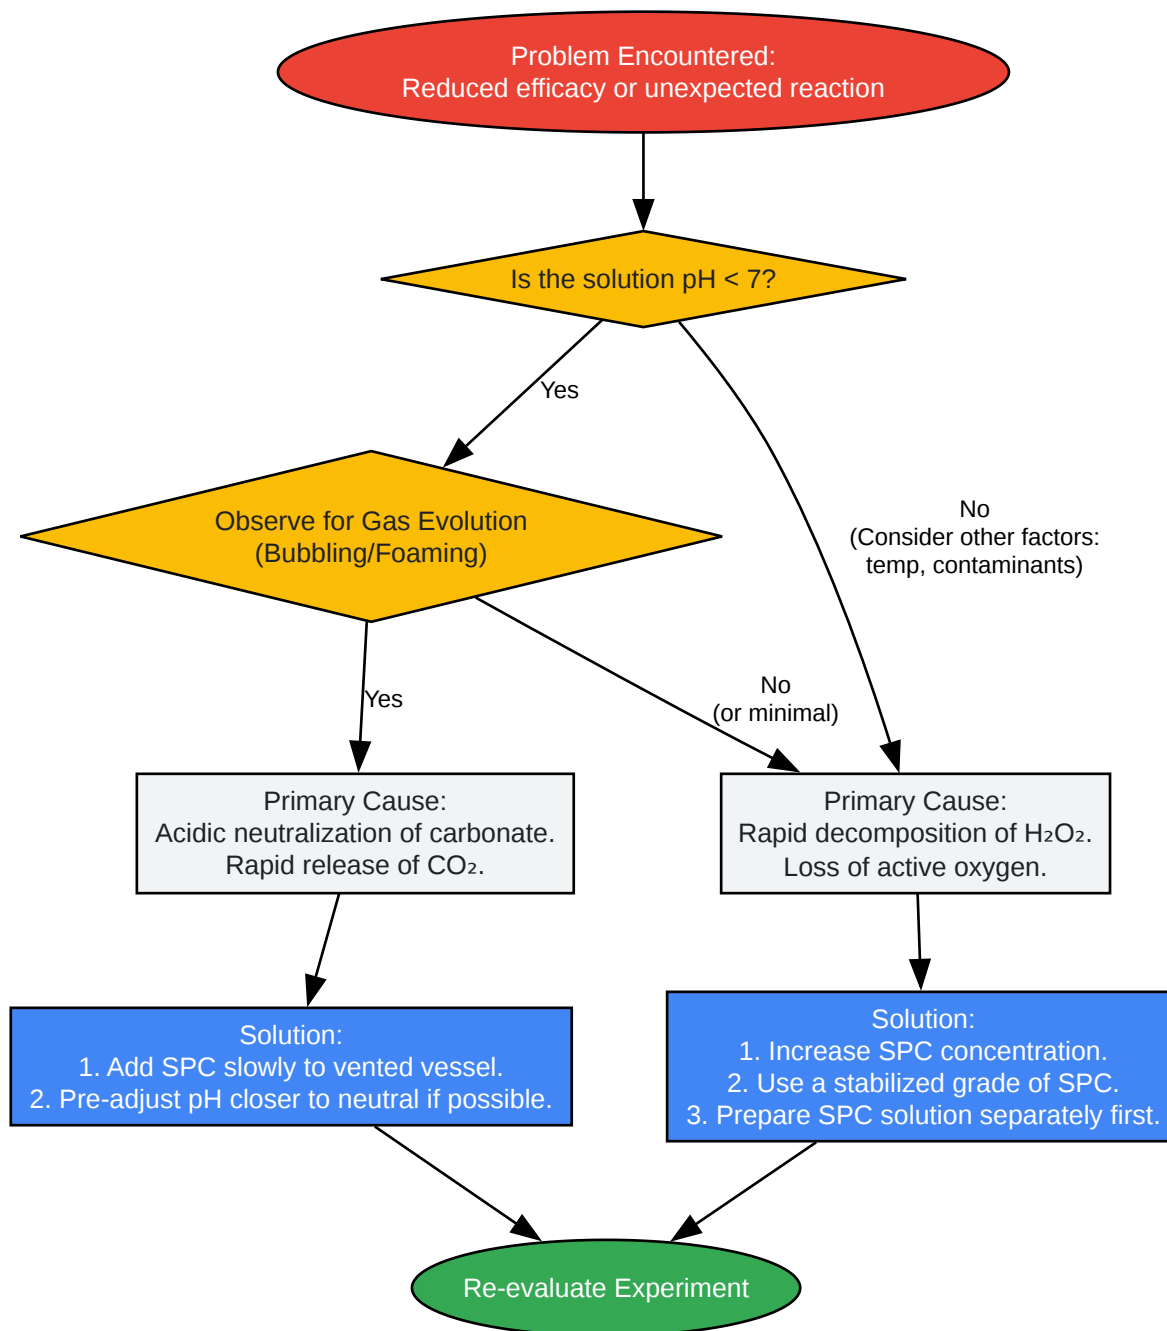 Problem Encountered:
Reduced efficacy or unexpected reaction
Is the solution pH < 7?
Yes
No
(Consider other factors:
temp, contaminants)
Observe for Gas Evolution
(Bubbling/Foaming)
Yes
No
(or minimal)
Primary Cause:
Acidic neutralization of carbonate.
Rapid release of CO₂.
Primary Cause:
Rapid decomposition of H₂O₂.
Loss of active oxygen.
Solution:
1. Add SPC slowly to vented vessel.
2. Pre-adjust pH closer to neutral if possible.
Solution:
1. Increase SPC concentration.
2. Use a stabilized grade of SPC.
3. Prepare SPC solution separately first.
Re-evaluate Experiment